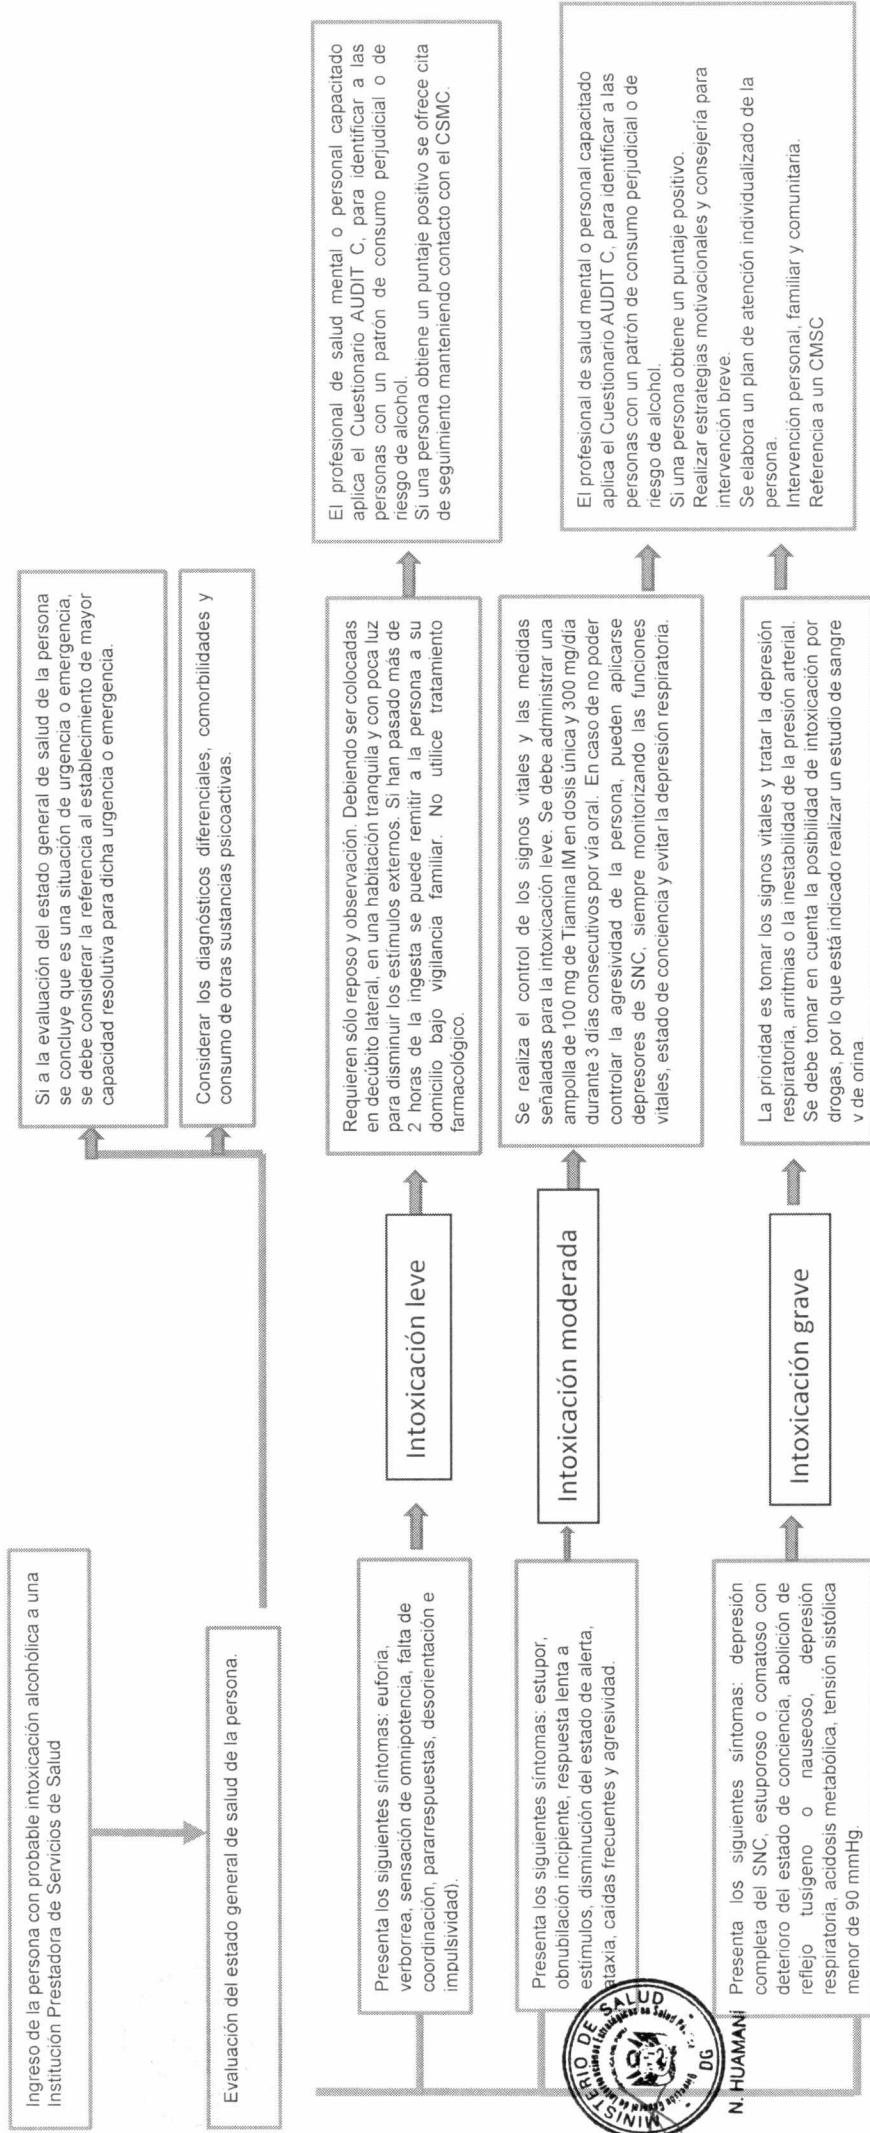 Ingreso de la persona con probable intoxicación alcohólica a una
Institución Prestadora de Servicios de Salud
Evaluación del estado general de salud de la persona.
Si a la evaluación del estado general de salud de la persona
se concluye que es una situación de urgencia o emergencia,
se debe considerar la referencia al establecimiento de mayor
capacidad resolutiva para dicha urgencia o emergencia.
Considerar los diagnósticos diferenciales, comorbilidades y
consumo de otras sustancias psicoactivas.
Presenta los siguientes síntomas: euforia,
verborrea, sensación de omnipotencia, falta de
coordinación, pararrespuestas, desorientación e
impulsividad).
Intoxicación leve
Requieren sólo reposo y observación. Debiendo ser colocadas
en decúbito lateral, en una habitación tranquila y con poca luz
para disminuir los estímulos externos. Si han pasado más de
2 horas de la ingesta se puede remitir a la persona a su
domicilio bajo vigilancia familiar. No utilice tratamiento
farmacológico.
El profesional de salud mental o personal capacitado
aplica el Cuestionario AUDIT C, para identificar a las
personas con un patrón de consumo perjudicial o de
riesgo de alcohol.
Si una persona obtiene un puntaje positivo se ofrece cita
de seguimiento manteniendo contacto con el CSMC.
Presenta los siguientes síntomas: estupor,
obnubilación incipiente, respuesta lenta a
estímulos, disminución del estado de alerta,
ataxia, caídas frecuentes y agresividad.
Intoxicación moderada
Se realiza el control de los signos vitales y las medidas
señaladas para la intoxicación leve. Se debe administrar una
ampolla de 100 mg de Tiamina IM en dosis única y 300 mg/día
durante 3 días consecutivos por vía oral. En caso de no poder
controlar la agresividad de la persona, pueden aplicarse
depresores de SNC, siempre monitorizando las funciones
vitales, estado de conciencia y evitar la depresión respiratoria.
El profesional de salud mental o personal capacitado
aplica el Cuestionario AUDIT C, para identificar a las
personas con un patrón de consumo perjudicial o de
riesgo de alcohol.
Si una persona obtiene un puntaje positivo.
Realizar estrategias motivacionales y consejería para
intervención breve.
Se elabora un plan de atención individualizado de la
persona.
Intervención personal, familiar y comunitaria.
Referencia a un CMSC
Presenta los siguientes síntomas: depresión
completa del SNC, estuporoso o comatoso con
deterioro del estado de conciencia, abolición de
reflejo tusígeno o nauseoso, depresión
respiratoria, acidosis metabólica, tensión sistólica
menor de 90 mmHg.
Intoxicación grave
La prioridad es tomar los signos vitales y tratar la depresión
respiratoria, arritmias o la inestabilidad de la presión arterial.
Se debe tomar en cuenta la posibilidad de intoxicación por
drogas, por lo que está indicado realizar un estudio de sangre
y de orina.
MINISTERIO DE SALUD
DG
N. HUAMANÍ